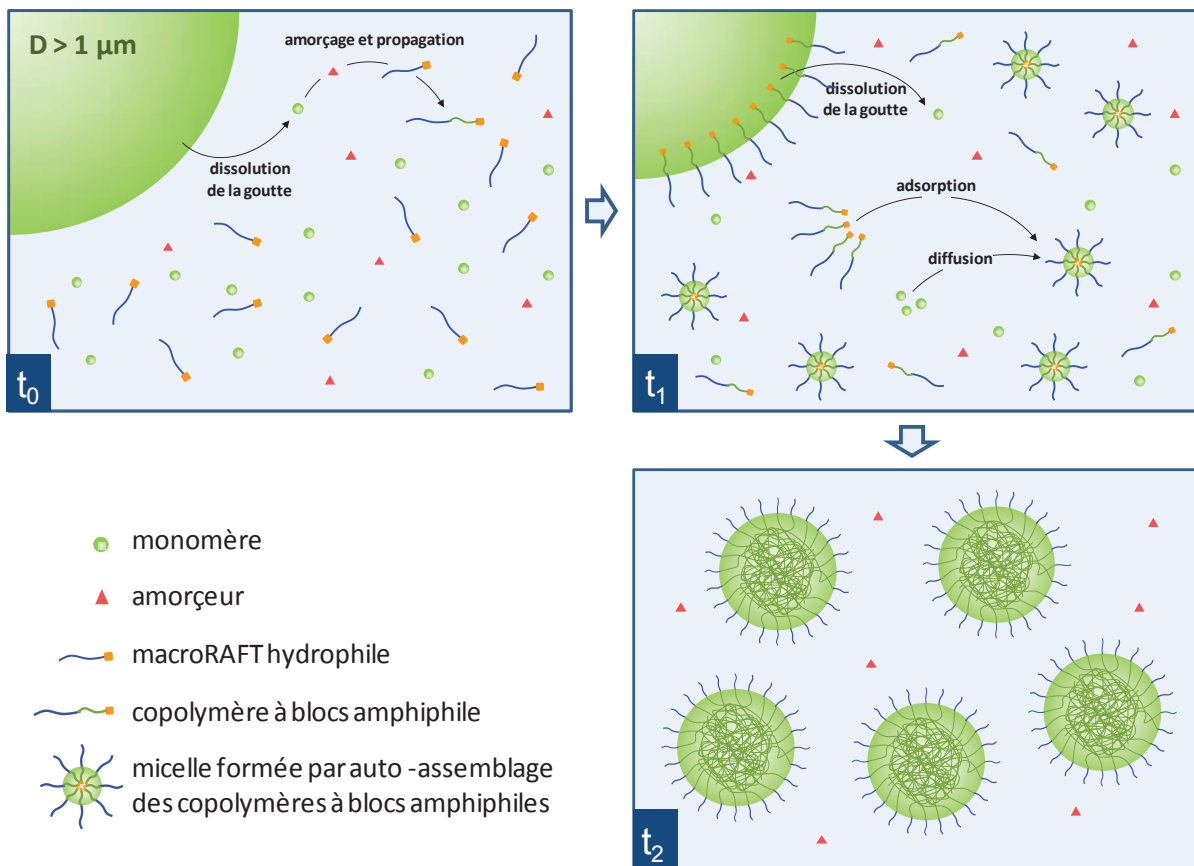 D > 1 µm
amorçage et propagation
dissolution
de la goutte
t0
dissolution
de la goutte
adsorption
diffusion
t1
monomère
amorçeur
macroRAFT hydrophile
copolymère à blocs amphiphile
micelle formée par auto -assemblage
des copolymères à blocs amphiphiles
t2